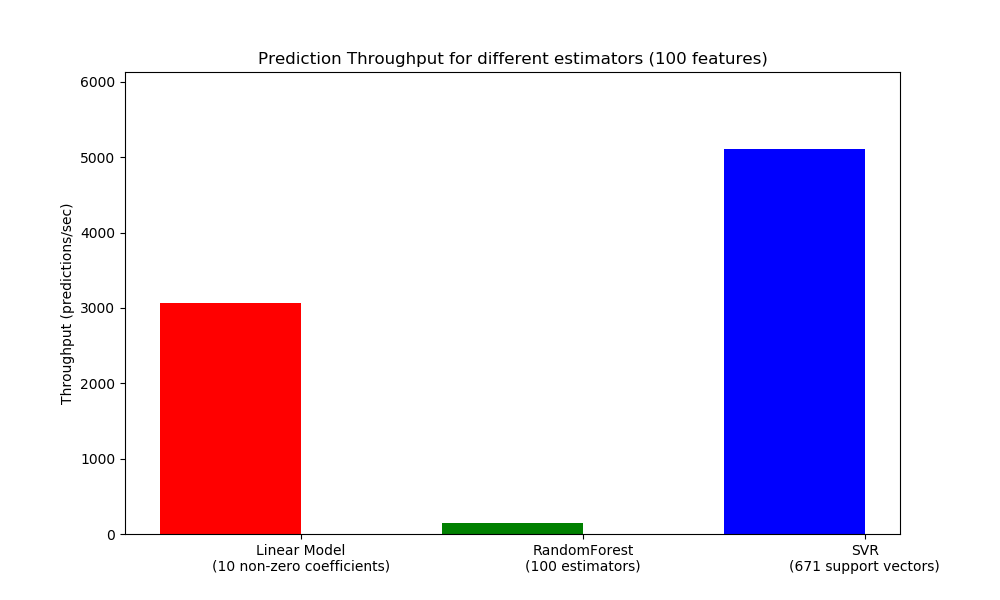 Prediction Throughput for different estimators (100 features)
Throughput (predictions/sec)
6000
5000
4000
3000
2000
1000
0
Linear Model
(10 non-zero coefficients)
RandomForest
(100 estimators)
SVR
(671 support vectors)